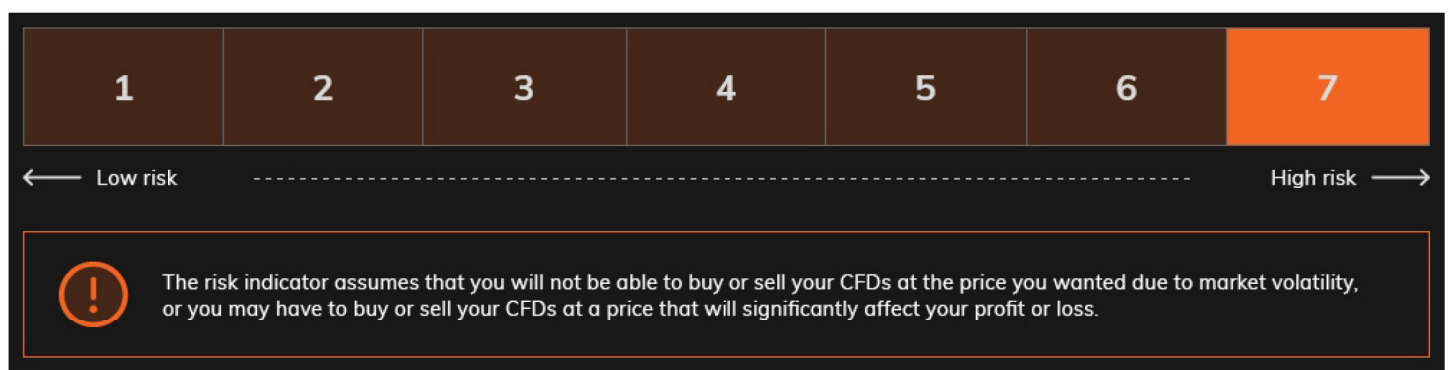 1 2 3 4 5 6 7
Low risk High risk
The risk indicator assumes that you will not be able to buy or sell your CFDs at the price you wanted due to market volatility,
or you may have to buy or sell your CFDs at a price that will significantly affect your profit or loss.